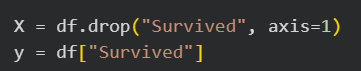 X = df.drop("Survived", axis=1)
y = df["Survived"]